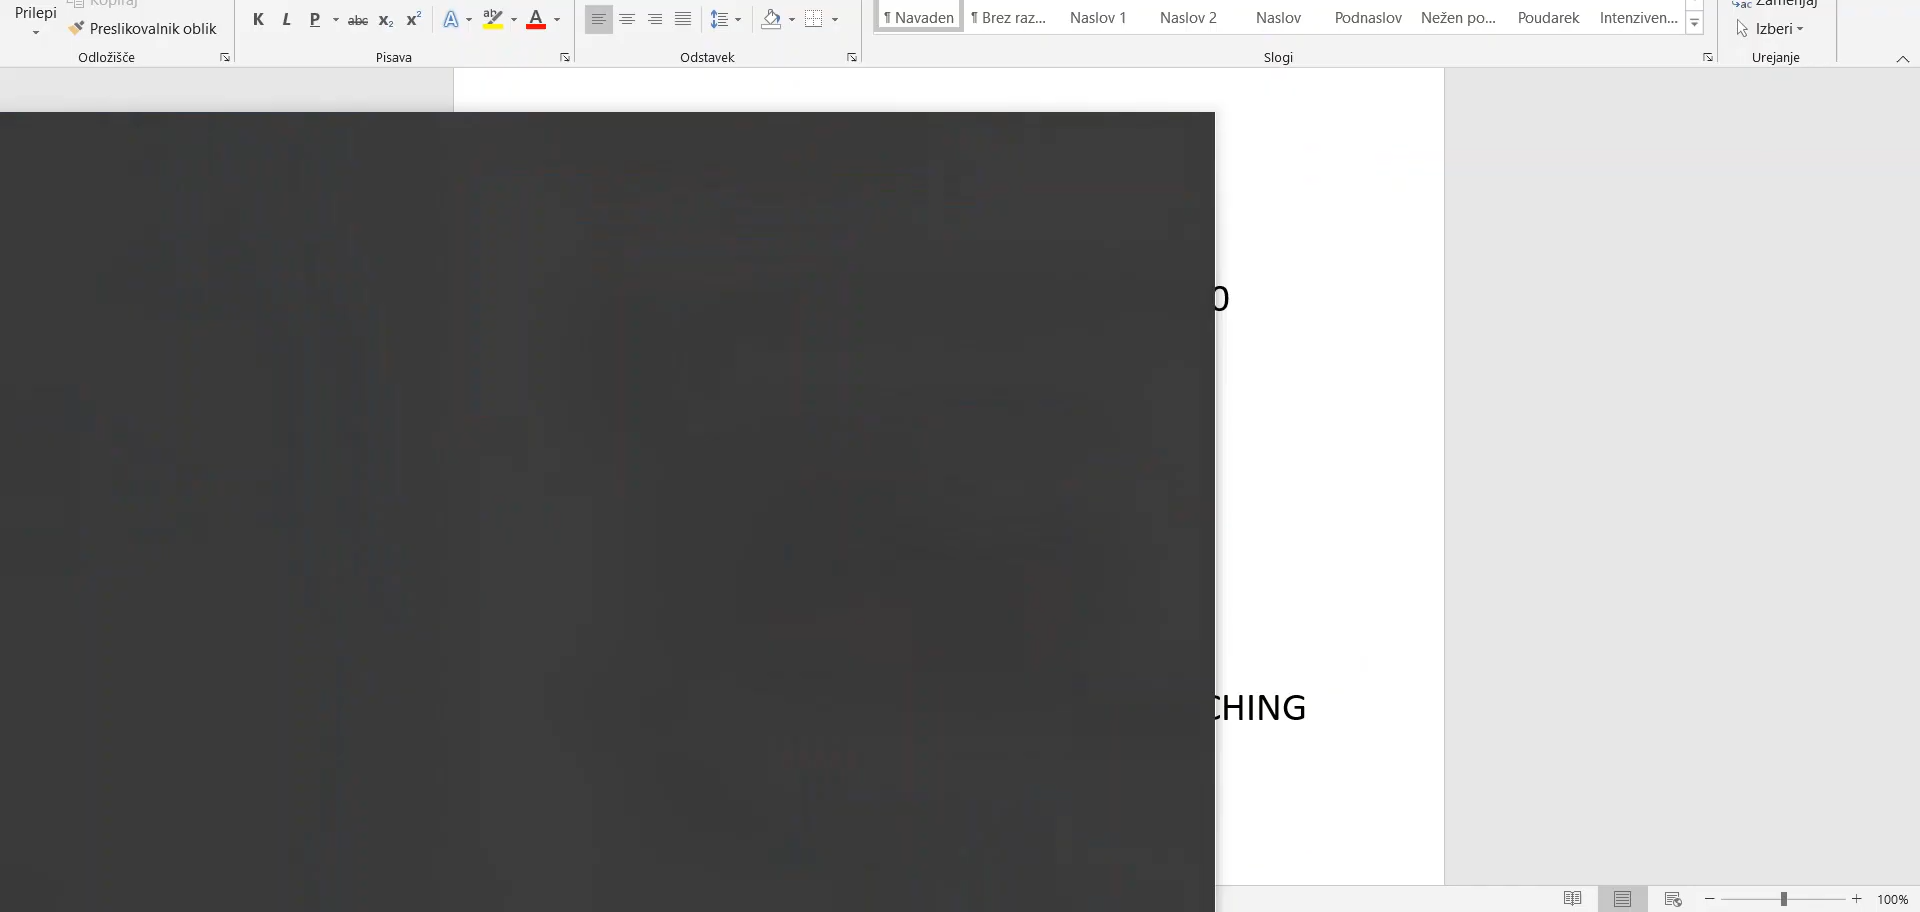 Prilepi
Kopiraj
Preslikovalnik oblik
Odložišče
K L P abc x₂ x² A ab A
Pisava
Odstavek
¶ Navaden
¶ Brez raz...
Naslov 1
Naslov 2
Naslov
Podnaslov
Nežen po...
Poudarek
Intenziven...
Slogi
Zamenjaj
Izberi
Urejanje
0
CHING
100%